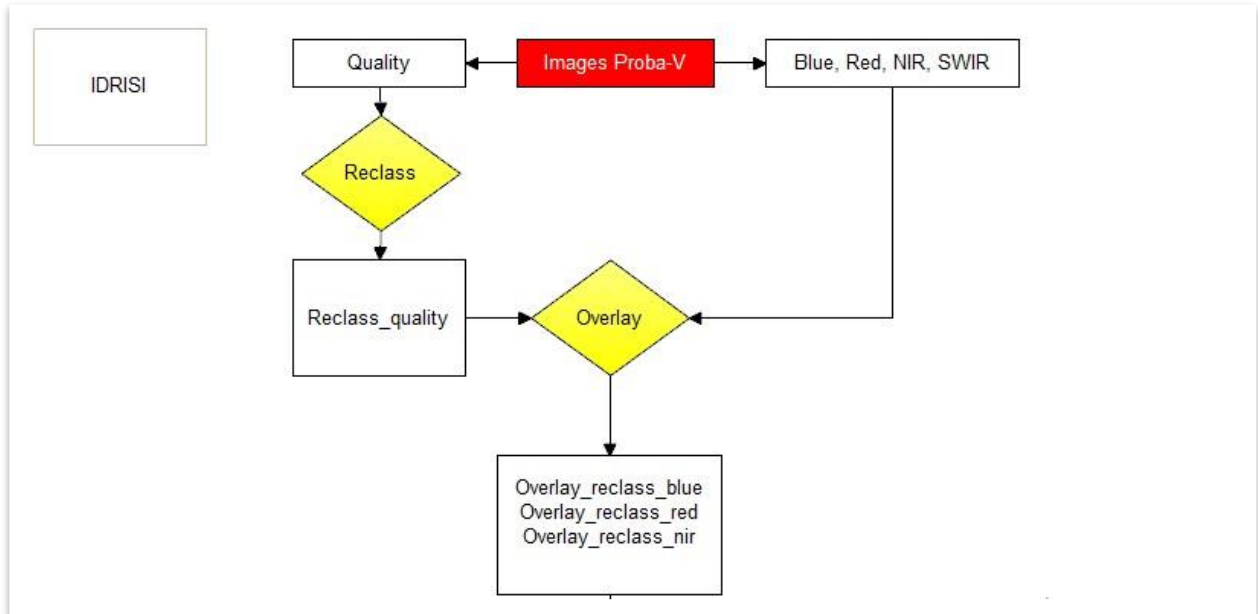 IDRISI
Quality
Images Proba-V
Blue, Red, NIR, SWIR
Reclass
Reclass_quality
Overlay
Overlay_reclass_blue
Overlay_reclass_red
Overlay_reclass_nir